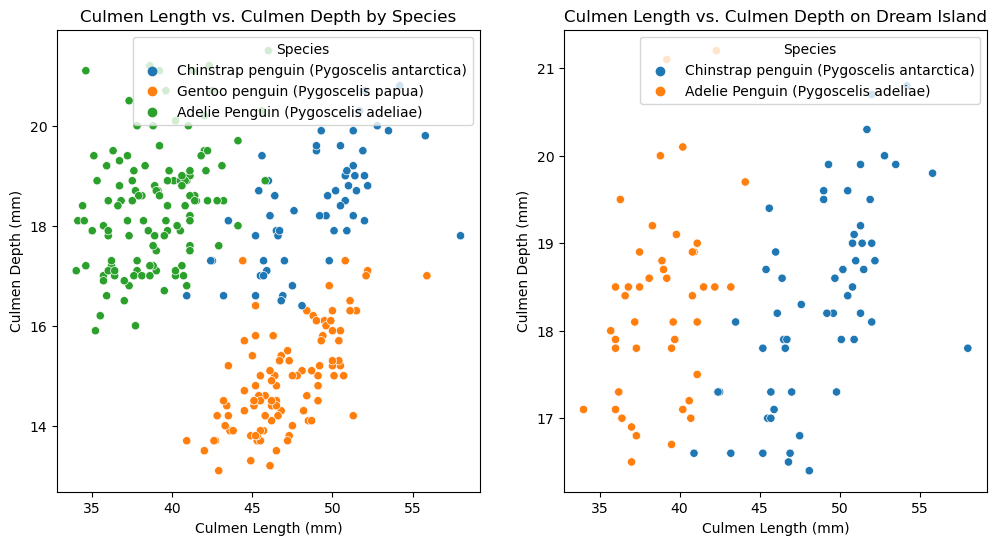 Culmen Length vs. Culmen Depth by Species
Species
Chinstrap penguin (Pygoscelis antarctica)
Gentoo penguin (Pygoscelis papua)
Adelie Penguin (Pygoscelis adeliae)
20
18
16
14
Culmen Depth (mm)
35 40 45 50 55
Culmen Length (mm)
Culmen Length vs. Culmen Depth on Dream Island
Species
Chinstrap penguin (Pygoscelis antarctica)
Adelie Penguin (Pygoscelis adeliae)
21
20
19
18
17
Culmen Depth (mm)
35 40 45 50 55
Culmen Length (mm)